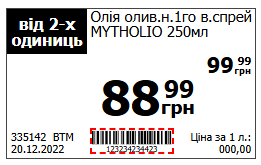 від 2-х
одиниць
Олія олив.н.1го в.спрей
MYTHOLIO 250мл
99 99 грн
88 99 грн
335142 ВТМ
20.12.2022
123234234423
Ціна за 1 л.:
000,00